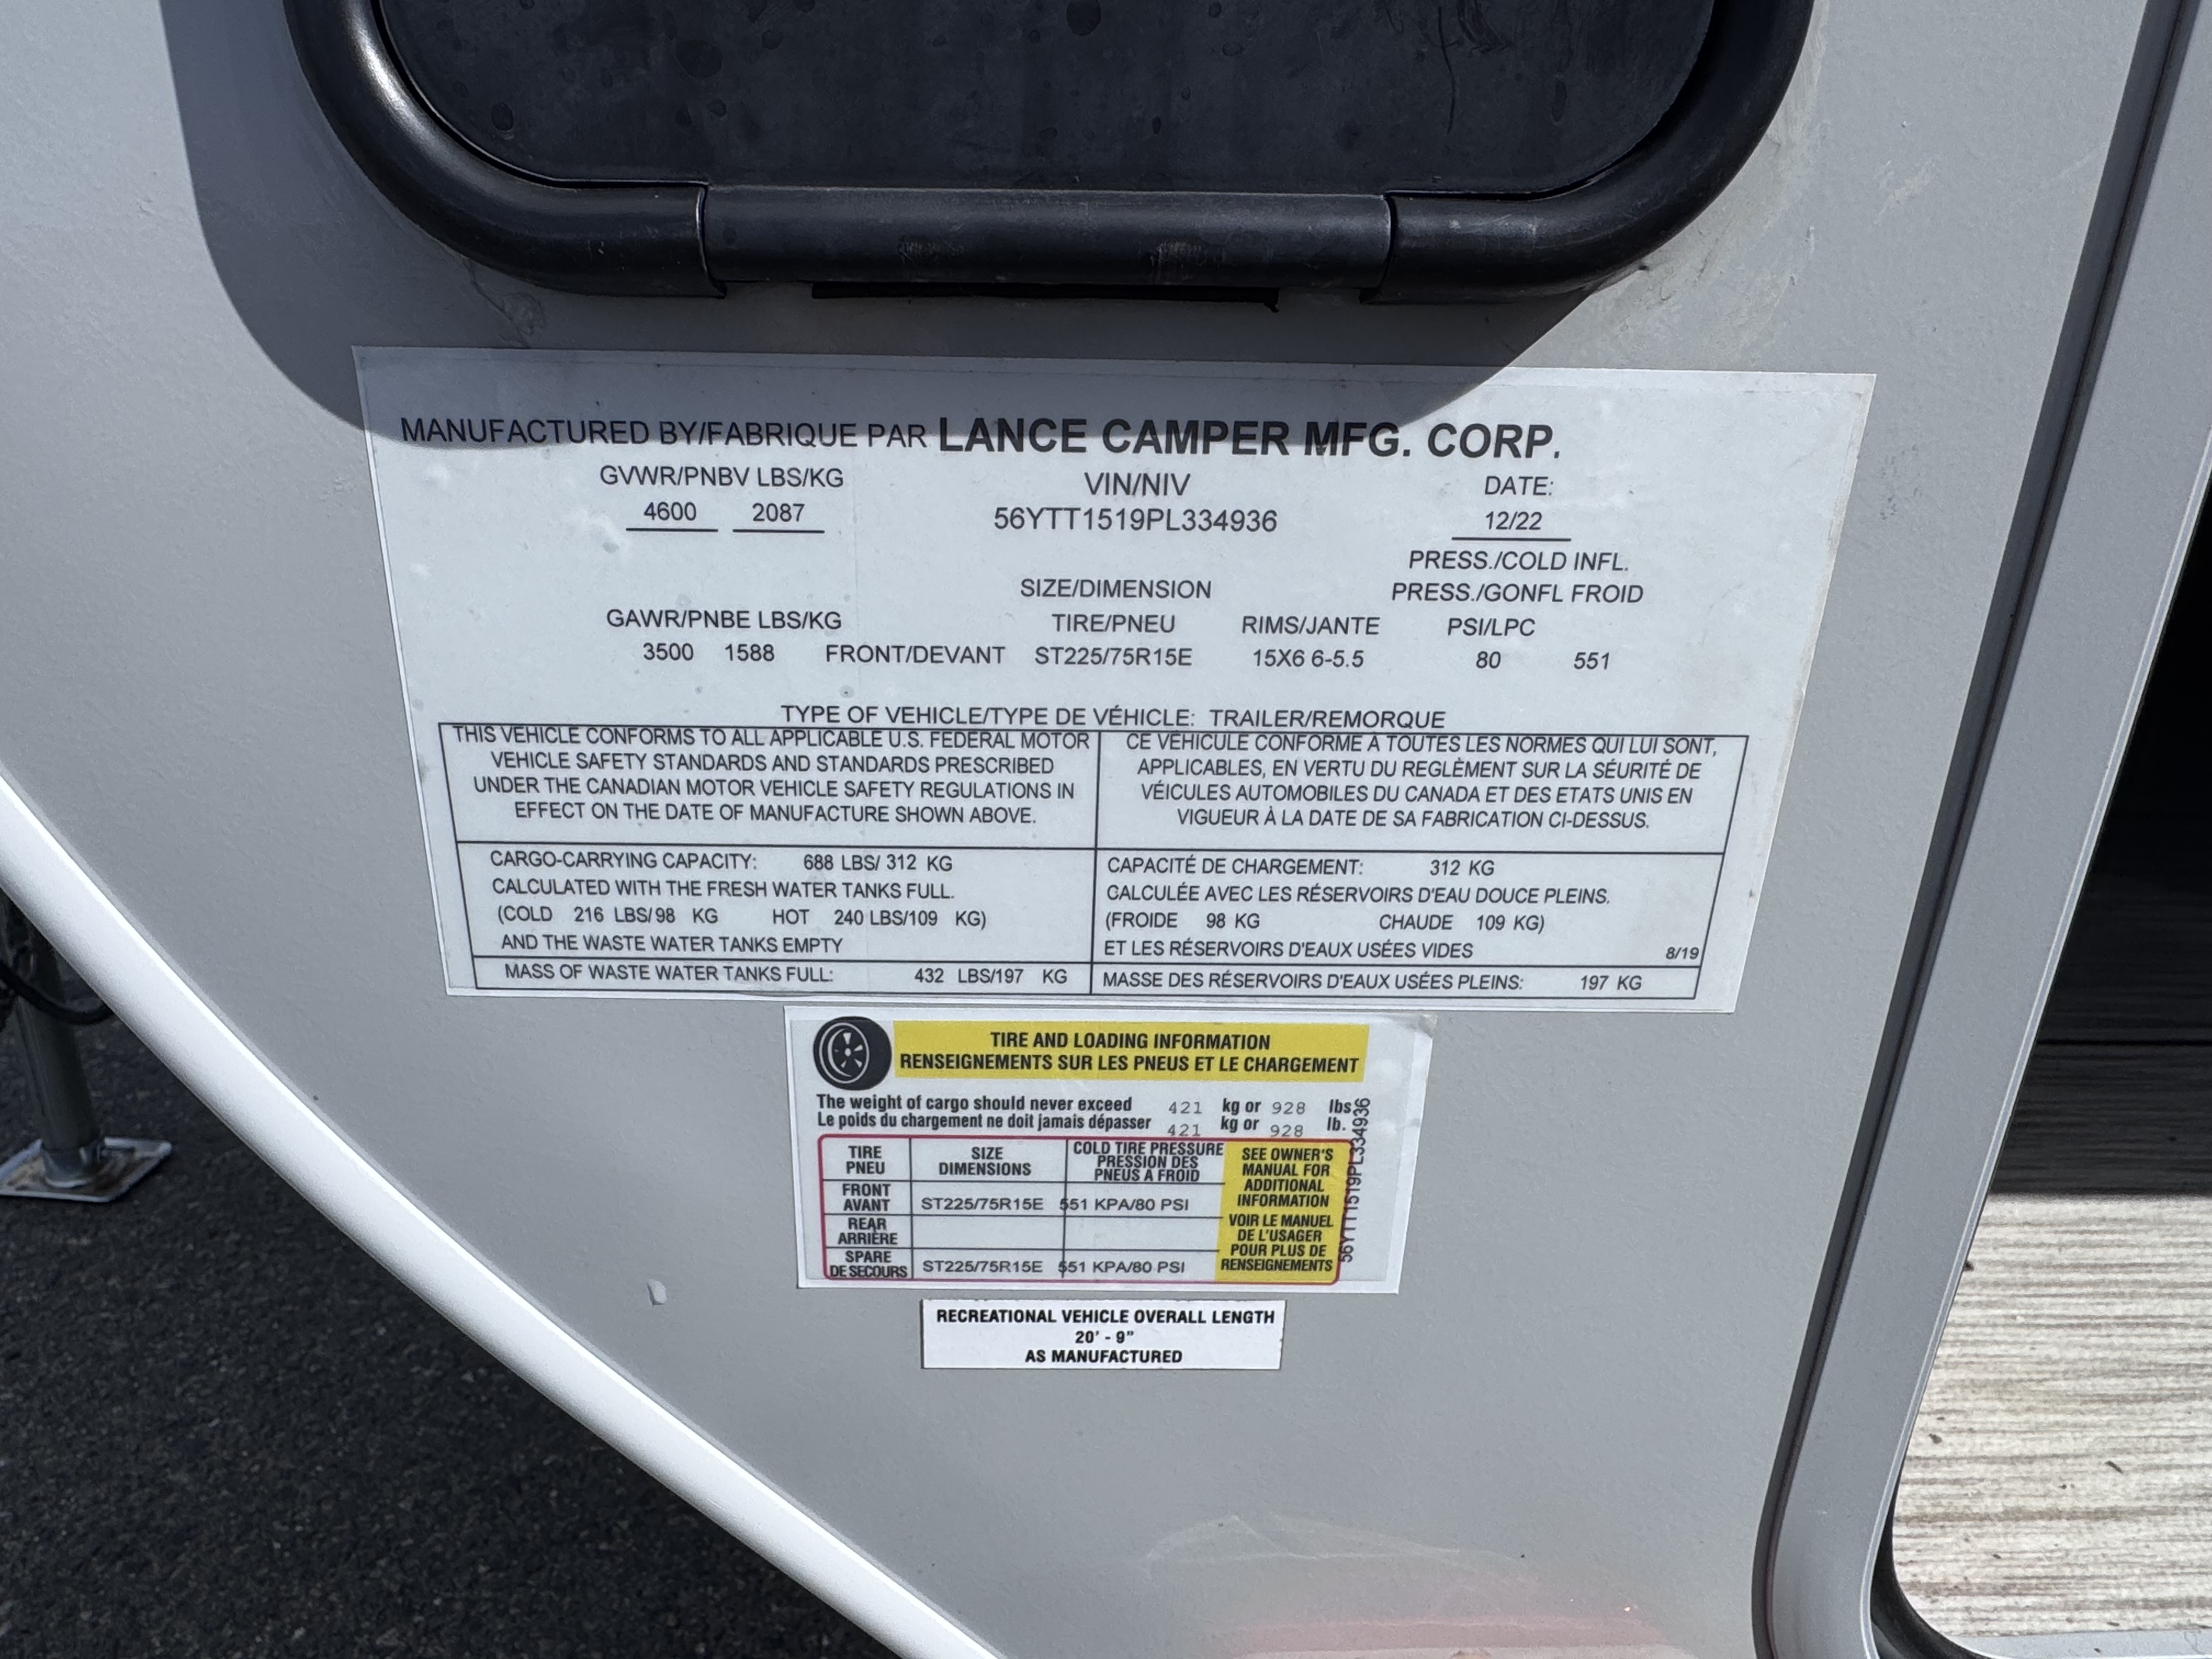 MANUFACTURED BY/FABRIQUE PAR LANCE CAMPER MFG. CORP.
GVWR/PNBV LBS/KG VIN/NIV DATE:
4600 2087 56YTT1519PL334936 12/22
PRESS./COLD INFL.
SIZE/DIMENSION PRESS./GONFL FROID
GAWR/PNBE LBS/KG TIRE/PNEU RIMS/JANTE PSI/LPC
3500 1588 FRONT/DEVANT ST225/75R15E 15X6 6-5.5 80 551
TYPE OF VEHICLE/TYPE DE VÉHICLE: TRAILER/REMORQUE
THIS VEHICLE CONFORMS TO ALL APPLICABLE U.S. FEDERAL MOTOR
VEHICLE SAFETY STANDARDS AND STANDARDS PRESCRIBED
UNDER THE CANADIAN MOTOR VEHICLE SAFETY REGULATIONS IN
EFFECT ON THE DATE OF MANUFACTURE SHOWN ABOVE.
CE VÉHICULE CONFORME A TOUTES LES NORMES QUI LUI SONT,
APPLICABLES, EN VERTU DU REGLÈMENT SUR LA SÉURITÉ DE
VÉICULES AUTOMOBILES DU CANADA ET DES ETATS UNIS EN
VIGUEUR À LA DATE DE SA FABRICATION CI-DESSUS.
CARGO-CARRYING CAPACITY: 688 LBS/ 312 KG
CALCULATED WITH THE FRESH WATER TANKS FULL.
(COLD 216 LBS/98 KG HOT 240 LBS/109 KG)
AND THE WASTE WATER TANKS EMPTY
CAPACITÉ DE CHARGEMENT: 312 KG
CALCULÉE AVEC LES RÉSERVOIRS D'EAU DOUCE PLEINS.
(FROIDE 98 KG CHAUDE 109 KG)
ET LES RÉSERVOIRS D'EAUX USÉES VIDES 8/19
MASS OF WASTE WATER TANKS FULL: 432 LBS/197 KG
MASSE DES RÉSERVOIRS D'EAUX USÉES PLEINS: 197 KG
TIRE AND LOADING INFORMATION
RENSEIGNEMENTS SUR LES PNEUS ET LE CHARGEMENT
The weight of cargo should never exceed 421 kg or 928 lbs.
Le poids du chargement ne doit jamais dépasser 421 kg or 928 lb.
TIRE SIZE COLD TIRE PRESSURE
PNEU DIMENSIONS PRESSION DES
PNEUS A FROID
FRONT
AVANT ST225/75R15E 551 KPA/80 PSI
REAR
ARRIÈRE
SPARE
DE SECOURS ST225/75R15E 551 KPA/80 PSI
SEE OWNER'S
MANUAL FOR
ADDITIONAL
INFORMATION
VOIR LE MANUEL
DE L'USAGER
POUR PLUS DE
RENSEIGNEMENTS
56YTT1519PL334936
RECREATIONAL VEHICLE OVERALL LENGTH
20' - 9"
AS MANUFACTURED